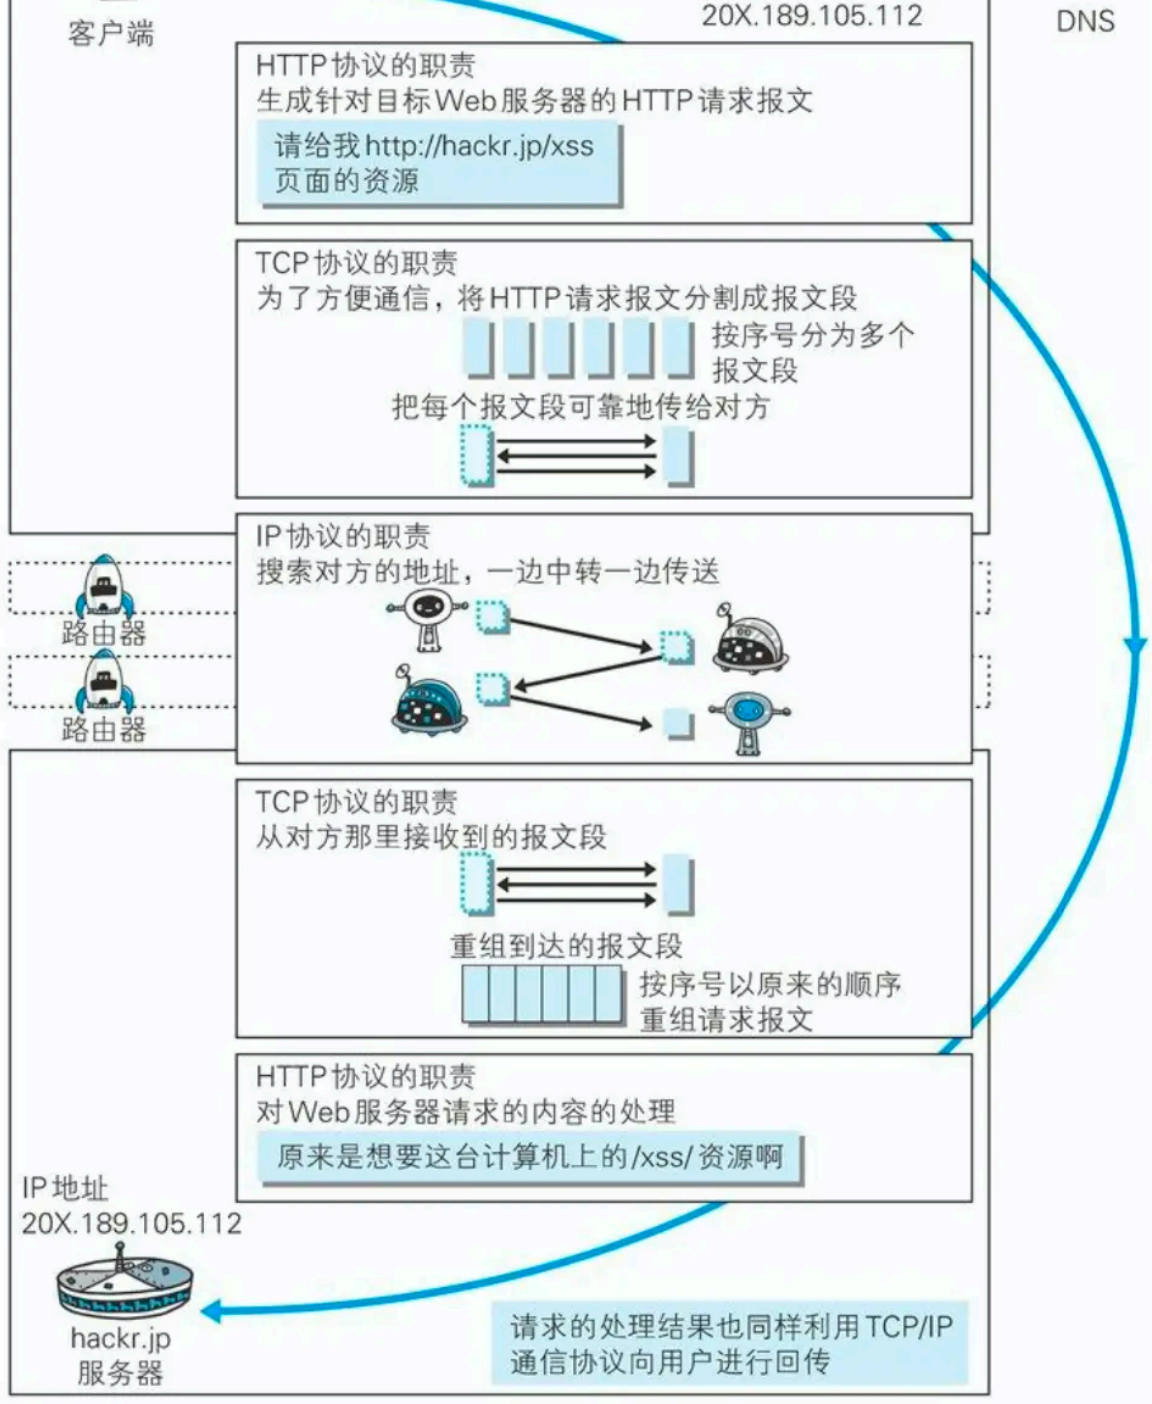 客户端
20X.189.105.112
DNS
HTTP协议的职责
生成针对目标Web服务器的HTTP请求报文
请给我http://hackr.jp/xss
页面的资源
TCP协议的职责
为了方便通信，将HTTP请求报文分割成报文段
按序号分为多个
报文段
把每个报文段可靠地传给对方
IP协议的职责
搜索对方的地址，一边中转一边传送
路由器
路由器
TCP协议的职责
从对方那里接收到的报文段
重组到达的报文段
按序号以原来的顺序
重组请求报文
HTTP协议的职责
对Web服务器请求的内容的处理
原来是想要这台计算机上的/xss/资源啊
IP地址
20X.189.105.112
hackr.jp
服务器
请求的处理结果也同样利用TCP/IP
通信协议向用户进行回传